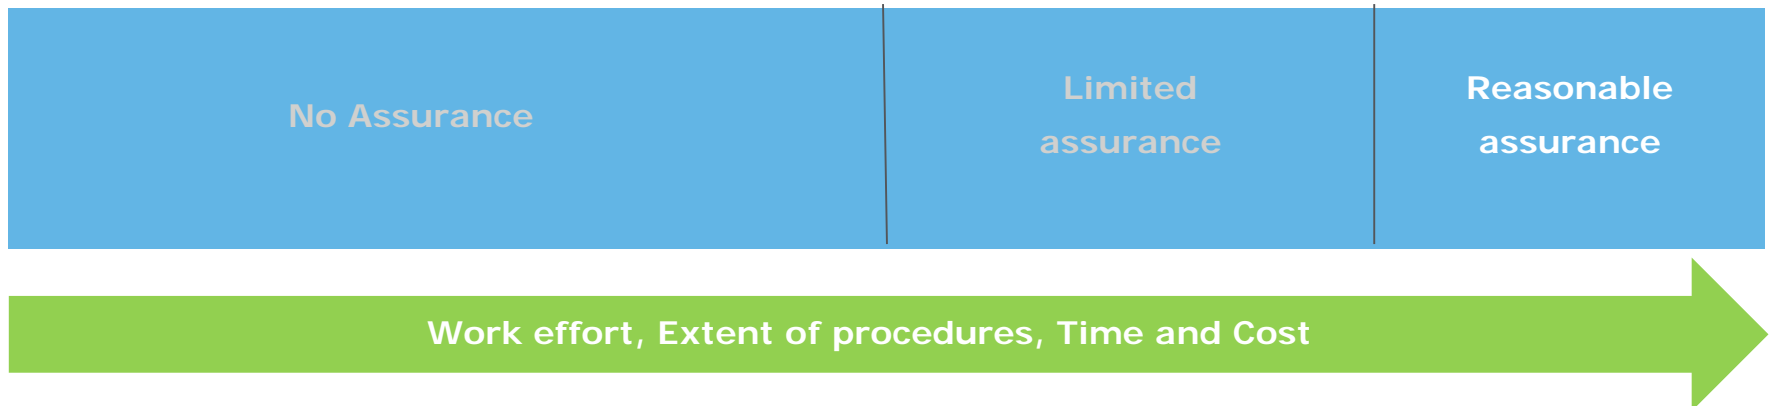 No Assurance
Limited
assurance
Reasonable
assurance
Work effort, Extent of procedures, Time and Cost